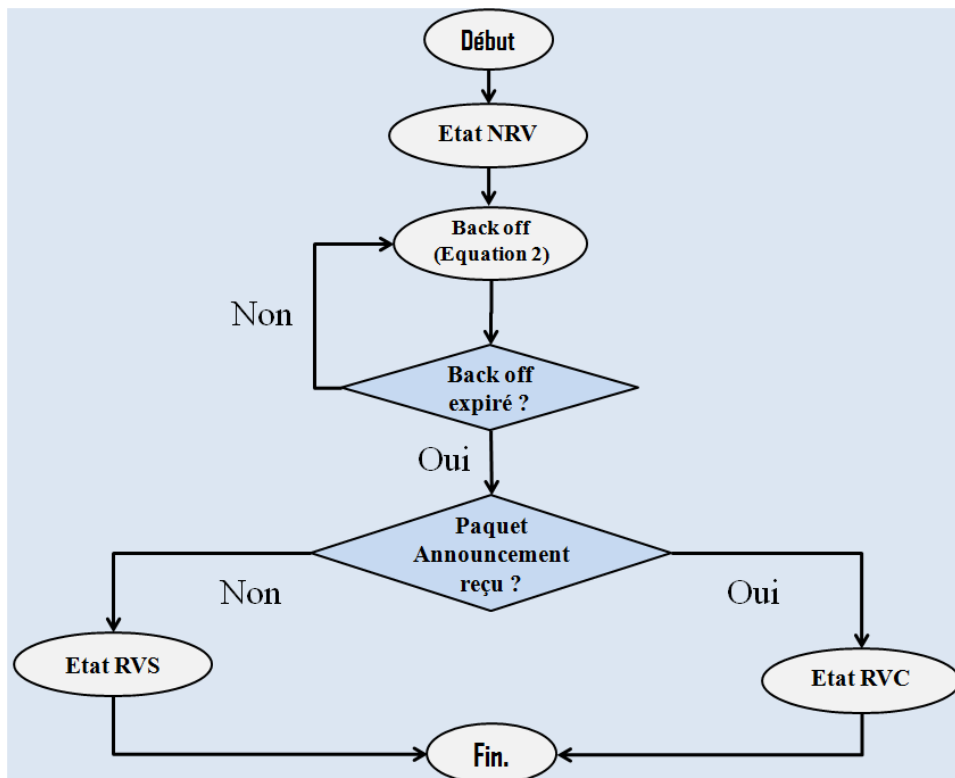 Début
Etat NRV
Back off
(Equation 2)
Non
Back off
expiré ?
Oui
Paquet
Announcement
reçu ?
Non
Oui
Etat RVS
Etat RVC
Fin.